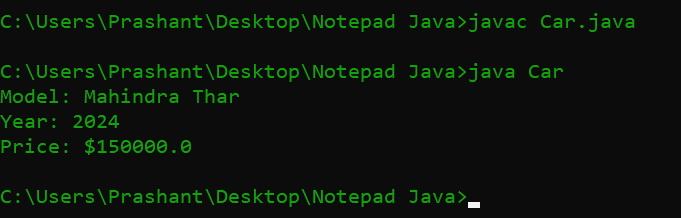 C:\Users\Prashant\Desktop\Notepad Java>javac Car.java
C:\Users\Prashant\Desktop\Notepad Java>java Car
Model: Mahindra Thar
Year: 2024
Price: $150000.0
C:\Users\Prashant\Desktop\Notepad Java>